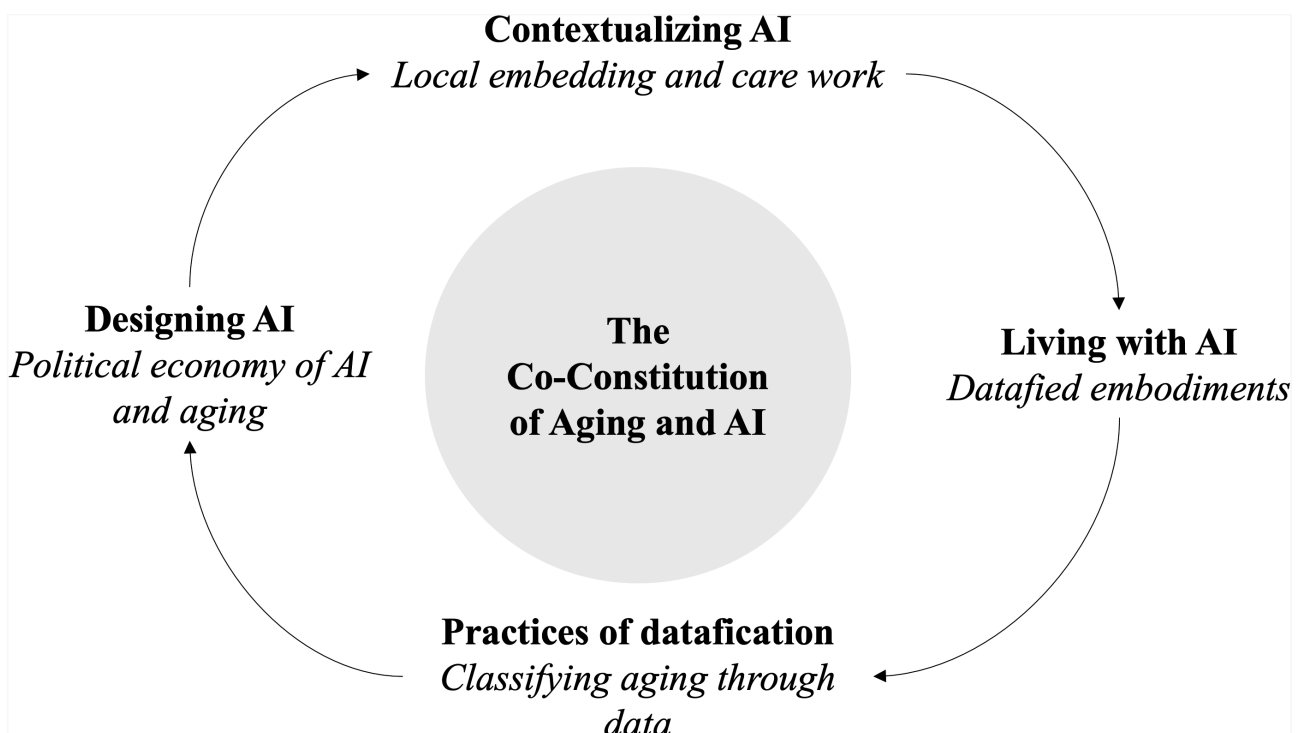 Contextualizing AI
Local embedding and care work
Designing AI
Political economy of AI
and aging
The
Co-Constitution
of Aging and AI
Living with AI
Datafied embodiments
Practices of datafication
Classifying aging through
data